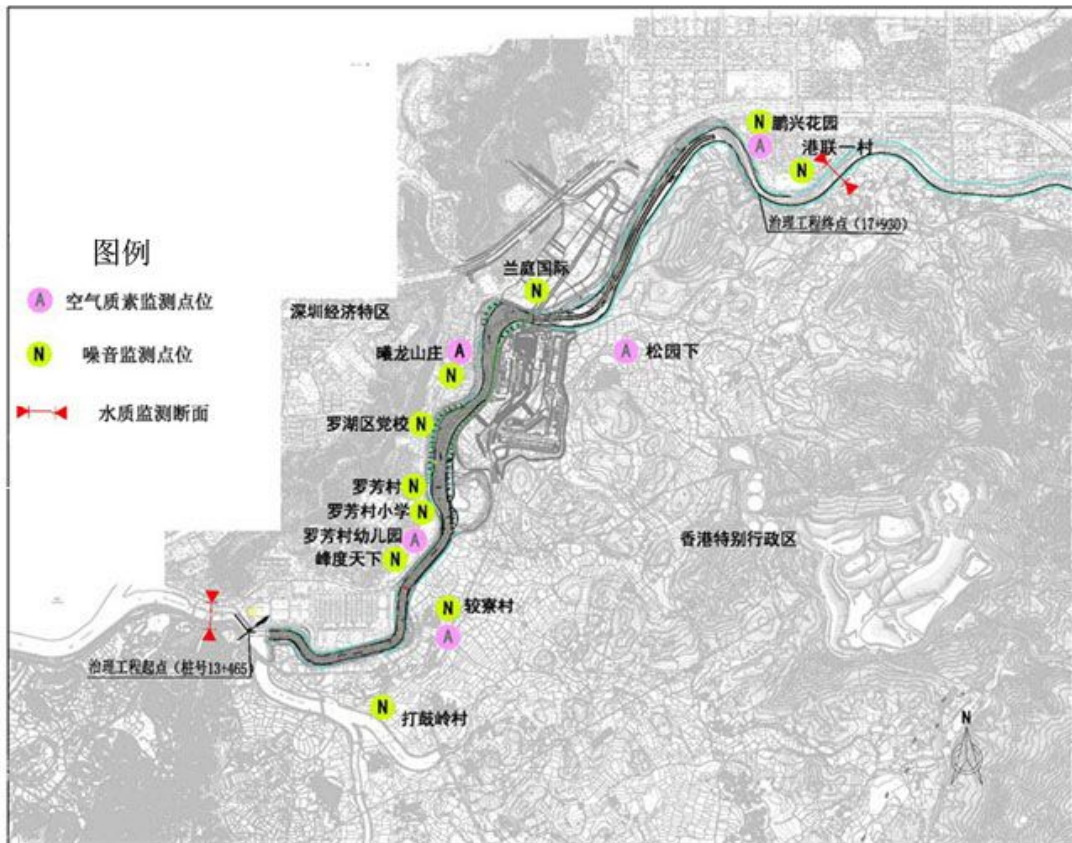 N
鹏兴花园
A
港联一村
N
治理工程终点（17+930）
图例
兰庭国际
N
A
空气质素监测点位
深圳经济特区
N
噪音监测点位
曦龙山庄
A
N
A
松园下
水质监测断面
罗湖区党校
N
罗芳村
N
罗芳村小学
N
罗芳村幼儿园
A
香港特别行政区
峰度天下
N
N
较寮村
A
治理工程起点（桩号13+465）
N
打鼓岭村
N